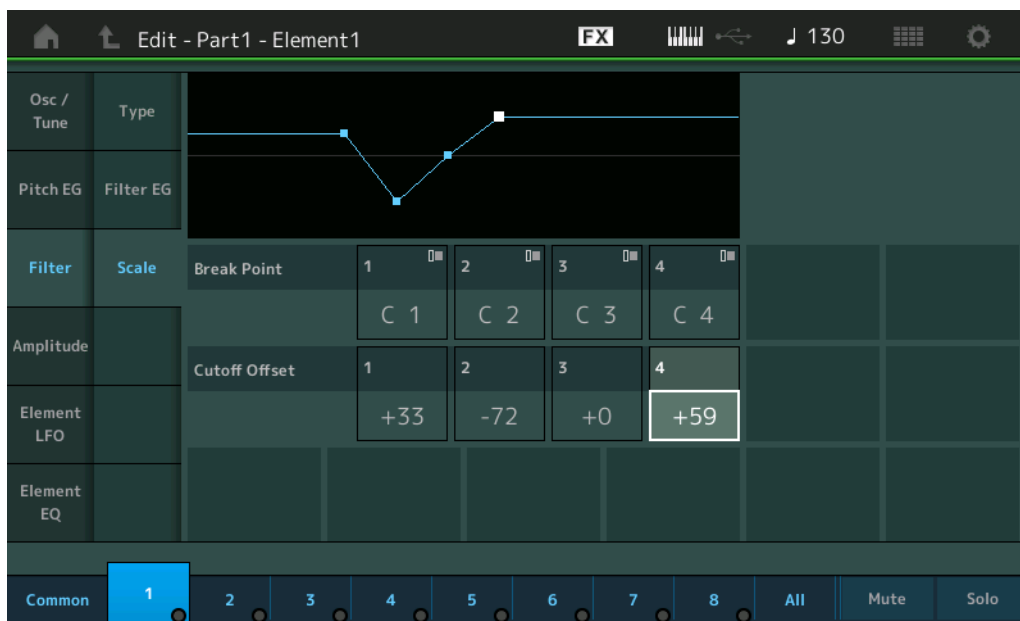 Edit - Part1 - Element1 FX ♩ 130
Osc /
Tune
Type
Pitch EG
Filter EG
Filter
Scale
Break Point
1 2 3 4
C 1 C 2 C 3 C 4
Amplitude
Cutoff Offset
1 2 3 4
+33 -72 +0 +59
Element
LFO
Element
EQ
Common 1 2 3 4 5 6 7 8 All Mute Solo